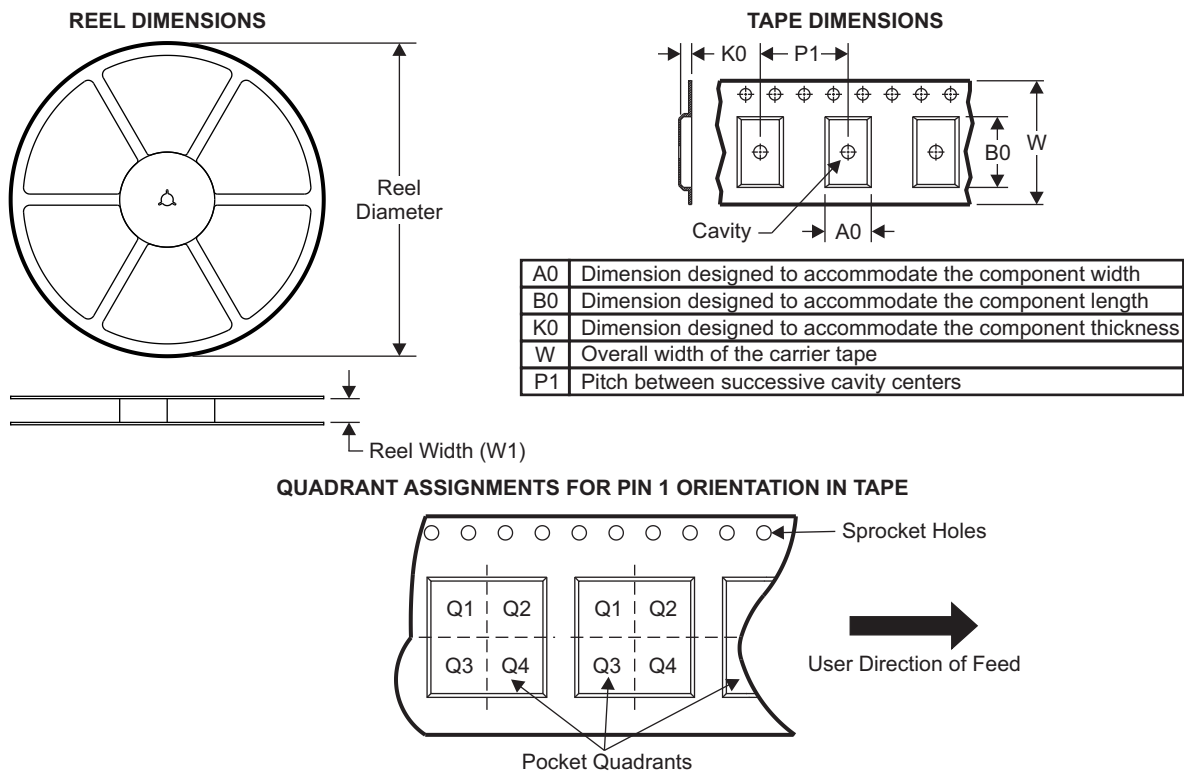 REEL DIMENSIONS
Reel
Diameter
Reel Width (W1)
TAPE DIMENSIONS
K0
P1
B0
W
Cavity
A0
A0 Dimension designed to accommodate the component width
B0 Dimension designed to accommodate the component length
K0 Dimension designed to accommodate the component thickness
W Overall width of the carrier tape
P1 Pitch between successive cavity centers
QUADRANT ASSIGNMENTS FOR PIN 1 ORIENTATION IN TAPE
Sprocket Holes
Q1 Q2 Q1 Q2
Q3 Q4 Q3 Q4
User Direction of Feed
Pocket Quadrants